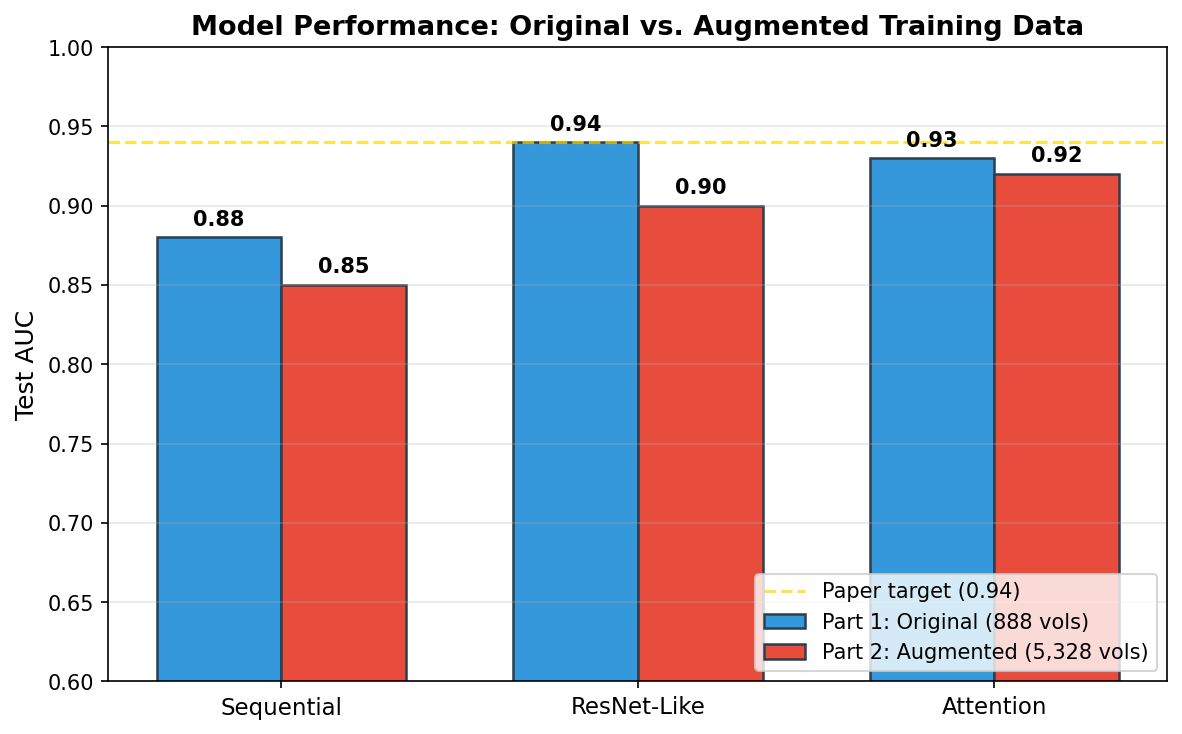 Model Performance: Original vs. Augmented Training Data
1.00
0.95
0.90
0.85
0.80
0.75
0.70
0.65
0.60
Test AUC
0.88
0.85
0.94
0.90
0.93
0.92
Paper target (0.94)
Part 1: Original (888 vols)
Part 2: Augmented (5,328 vols)
Sequential
ResNet-Like
Attention